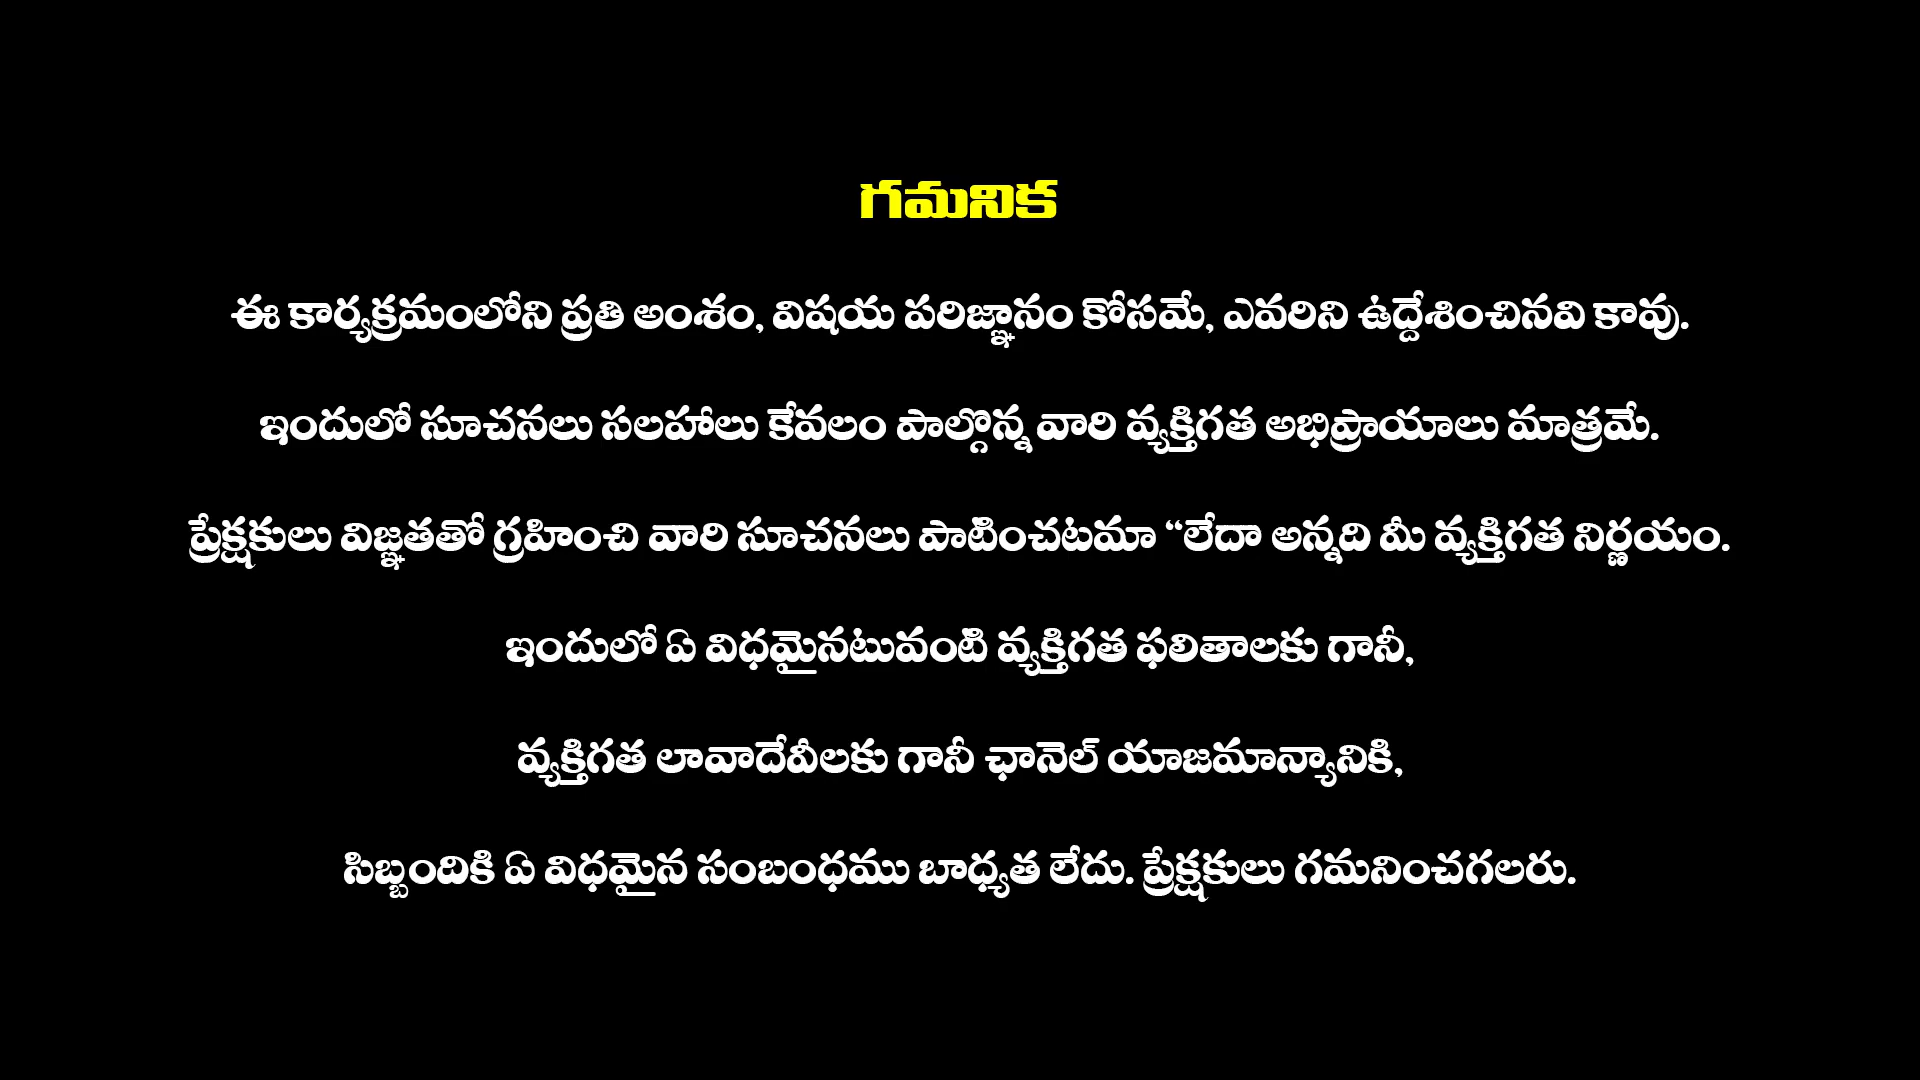 గమనిక
ఈ కార్యక్రమంలోని ప్రతి అంశం, విషయ పరిజ్ఞానం కోసమే, ఎవరిని ఉద్దేశించినవి కావు.
ఇందులో సూచనలు సలహాలు కేవలం పాల్గొన్న వారి వ్యక్తిగత అభిప్రాయాలు మాత్రమే.
ప్రేక్షకులు విజ్ఞతతో గ్రహించి వారి సూచనలు పాటించటమా “లేదా అన్నది మీ వ్యక్తిగత నిర్ణయం.
ఇందులో ఏ విధమైనటువంటి వ్యక్తిగత ఫలితాలకు గానీ,
వ్యక్తిగత లావాదేవీలకు గానీ ఛానెల్ యాజమాన్యానికి,
సిబ్బందికి ఏ విధమైన సంబంధము బాధ్యత లేదు. ప్రేక్షకులు గమనించగలరు.